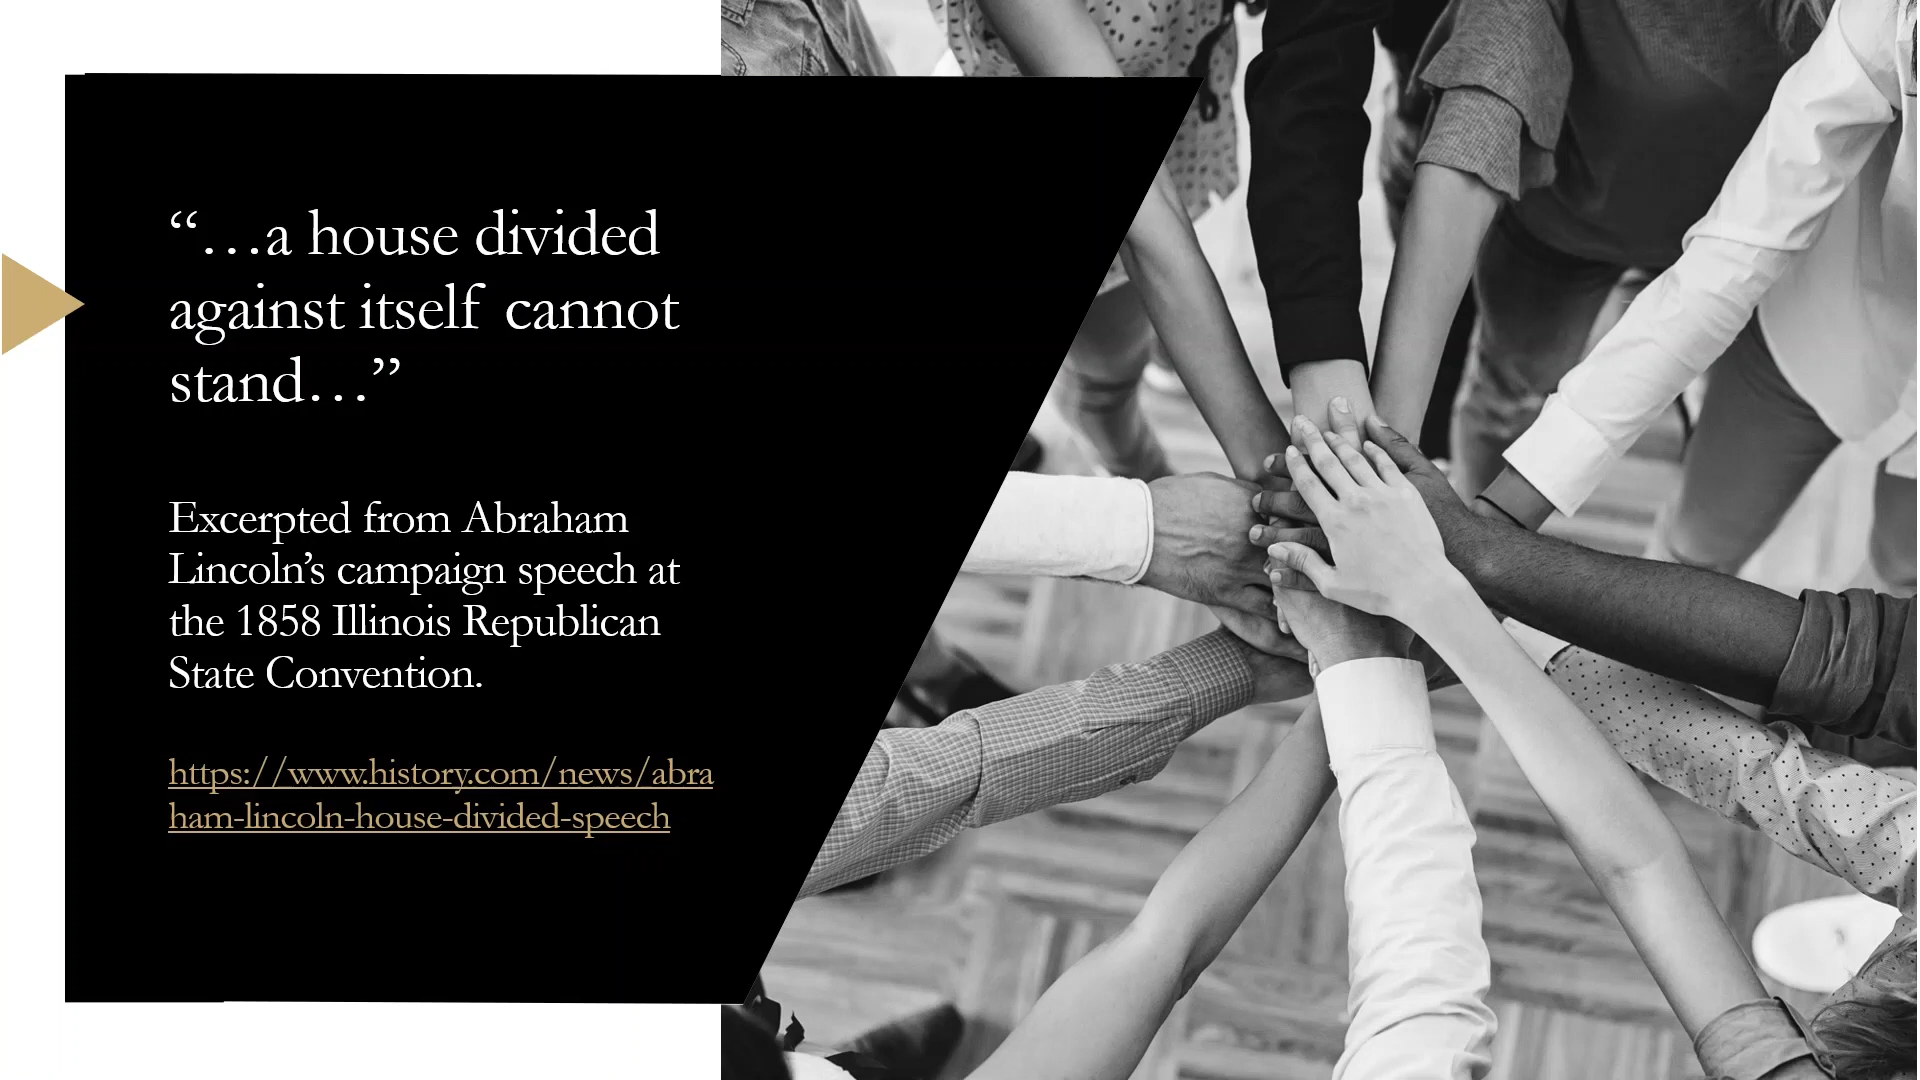 “…a house divided
against itself cannot
stand…”
Excerpted from Abraham
Lincoln’s campaign speech at
the 1858 Illinois Republican
State Convention.
https://www.history.com/news/abra
ham-lincoln-house-divided-speech